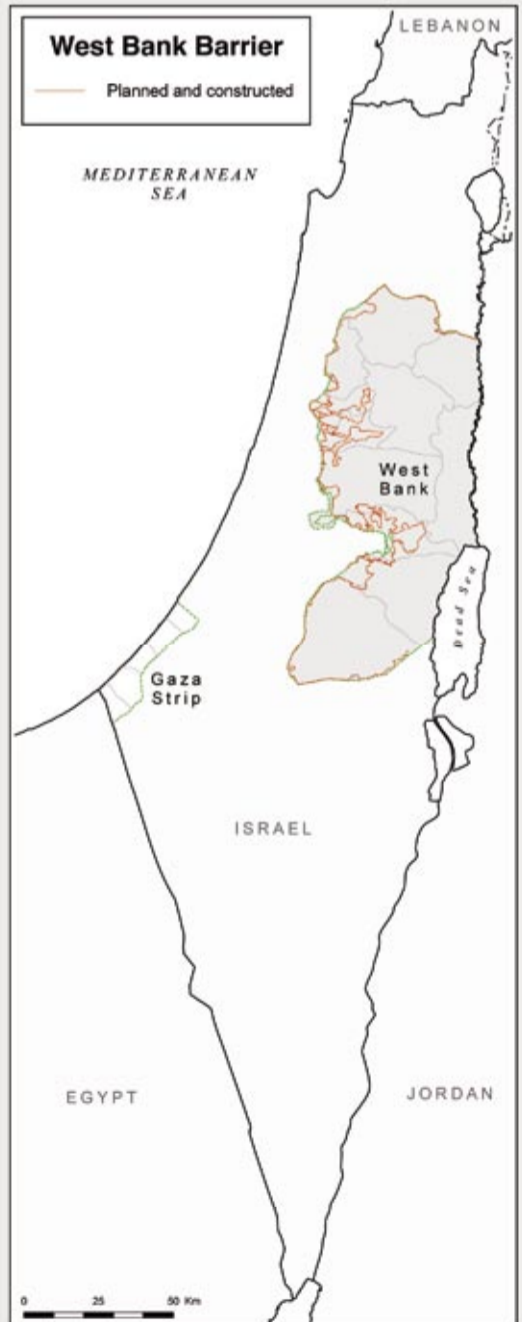 LEBANON
West Bank Barrier
Planned and constructed
MEDITERRANEAN
SEA
West
Bank
Dead Sea
Gaza
Strip
ISRAEL
EGYPT
JORDAN
0 25 50 Km